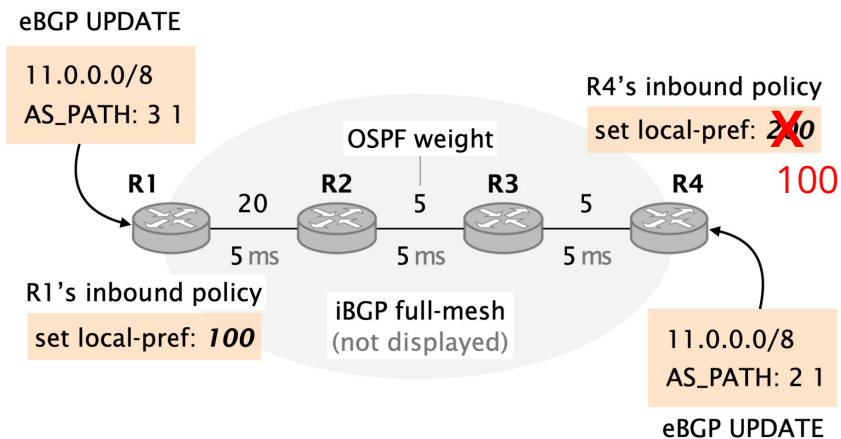 eBGP UPDATE
11.0.0.0/8
AS_PATH: 3 1
R4's inbound policy
set local-pref: 200
X
100
OSPF weight
R1
R2
R3
R4
20
5
5
5 ms
5 ms
5 ms
R1's inbound policy
set local-pref: 100
iBGP full-mesh
(not displayed)
11.0.0.0/8
AS_PATH: 2 1
eBGP UPDATE